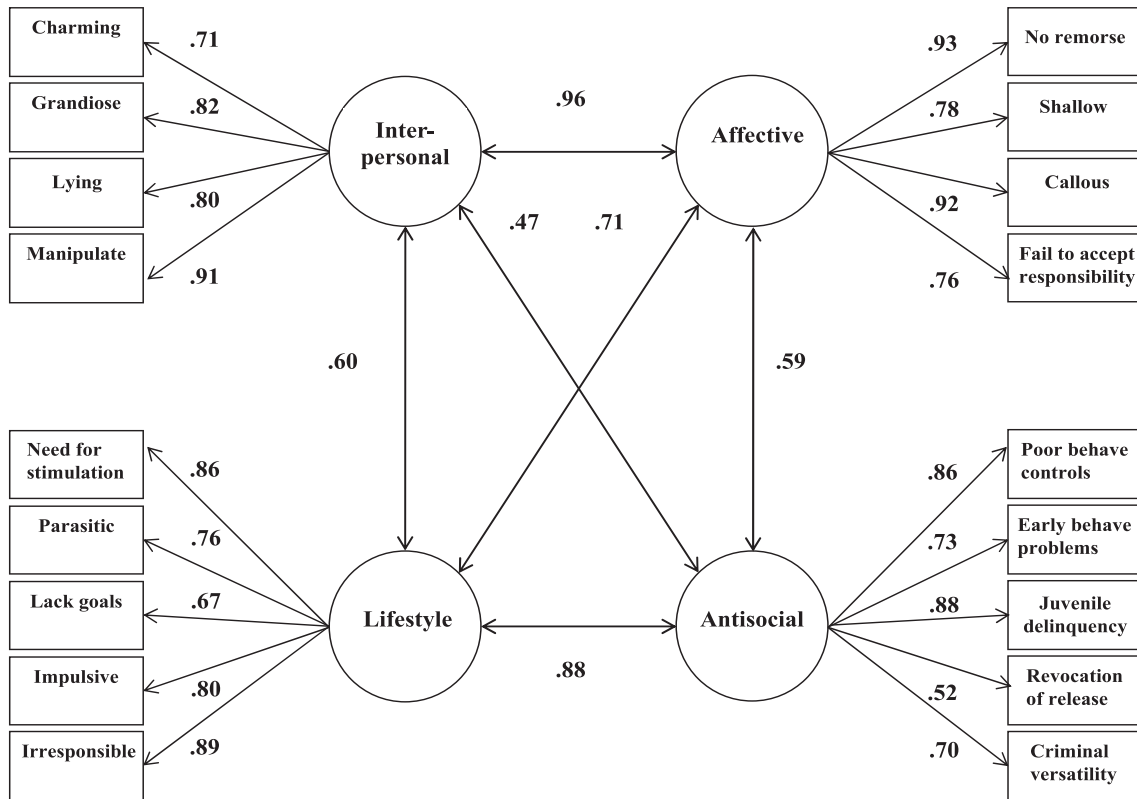 Charming
.71
Grandiose
.82
Lying
.80
Manipulate
.91
Inter-
personal
.96
Affective
.93
No remorse
.78
Shallow
Callous
.92
Fail to accept
responsibility
.76
.47
.71
.60
.59
Need for
stimulation
.86
Parasitic
.76
Lack goals
.67
Impulsive
.80
Irresponsible
.89
Lifestyle
.88
Antisocial
.86
Poor behave
controls
.73
Early behave
problems
.88
Juvenile
delinquency
.52
Revocation
of release
.70
Criminal
versatility